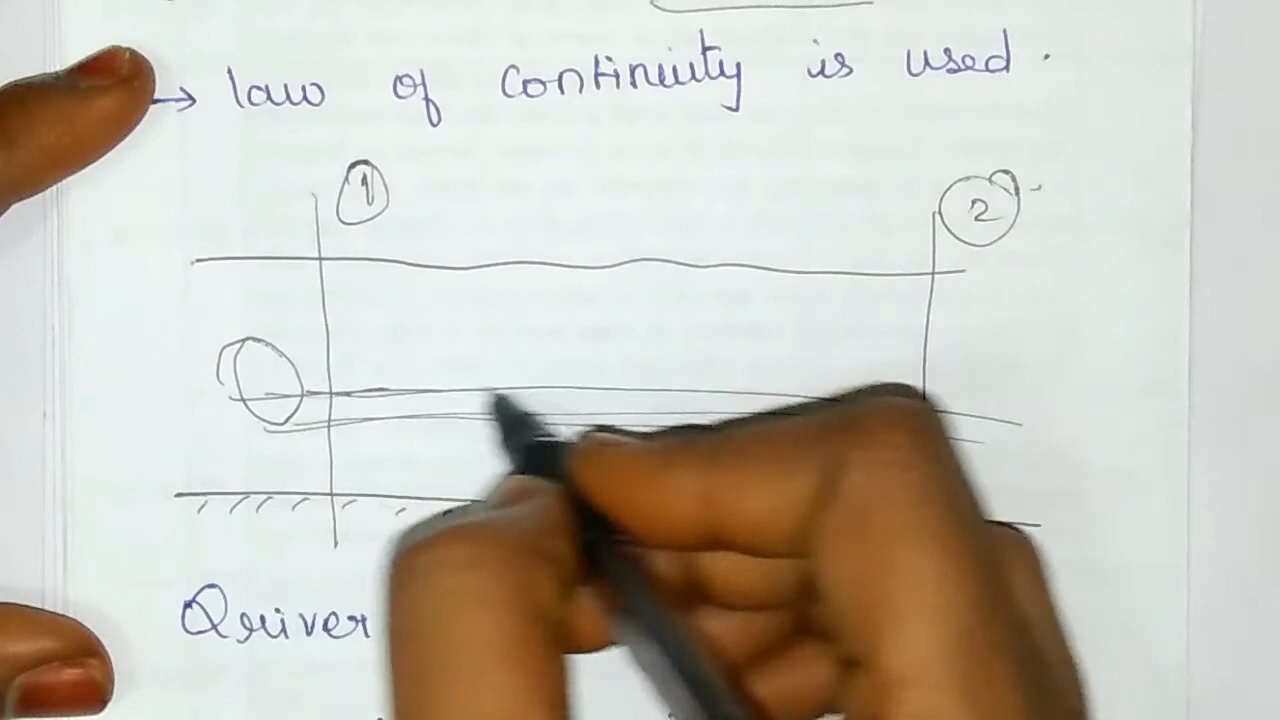 → law of continuity is used.
1
2
Qriver